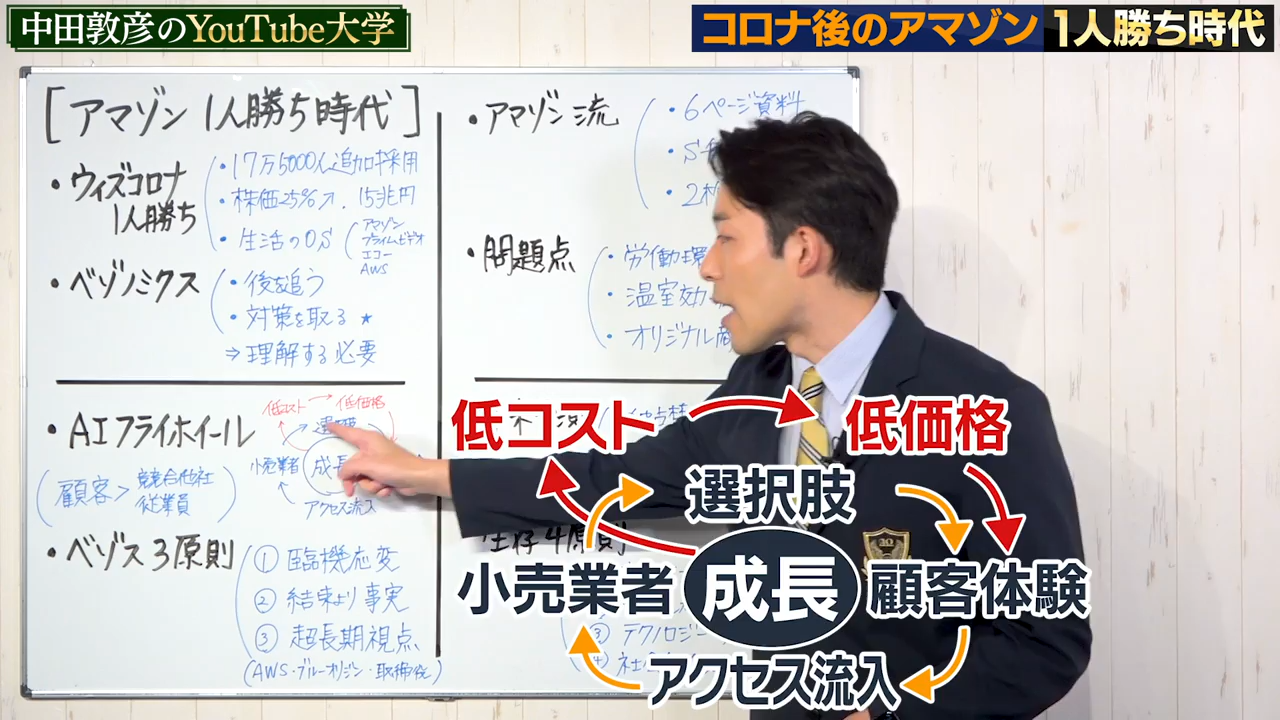 中田敦彦のYouTube大学
コロナ後のアマゾン 1人勝ち時代
[アマゾン 1人勝ち時代]
・ウィズコロナ
1人勝ち
・17万5000人追加採用
・株価25%↗. 15兆円
・生活のOS
アマゾン
プライムビデオ
エコー
AWS
・ベゾノミクス
・後を追う
・対策を取る ★
⇒理解する必要
・AIフライホイール
低コスト → 低価格
小売業者
成長
アクセス流入
顧客 > 競合他社
従業員
・ベゾス3原則
① 臨機応変
② 結束より事実
③ 超長期視点
(AWS・ブルーオリジン・取締役)
・アマゾン流
・6ページ資料
・問題点
・労働環
・温室効
・オリジナル商
4原則
③ テクノロジー
低コスト
低価格
選択肢
小売業者
成長
顧客体験
アクセス流入